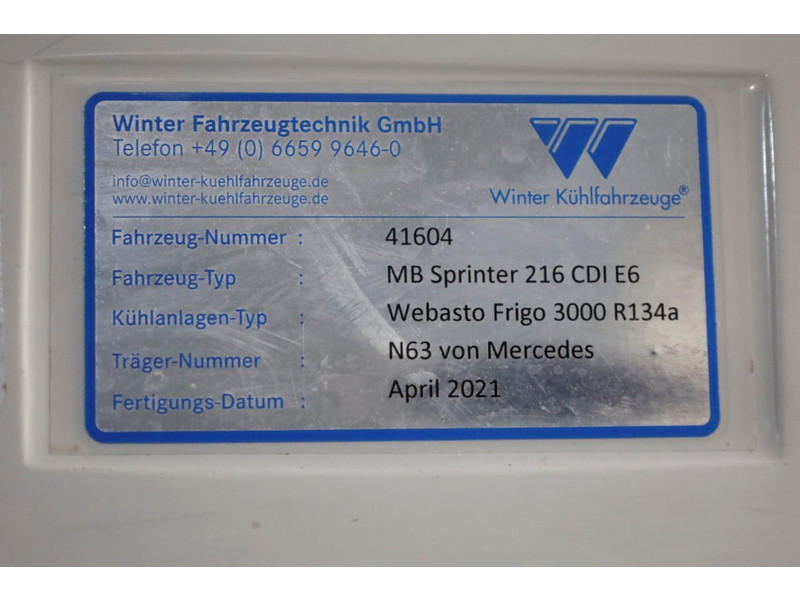 Winter Fahrzeugtechnik GmbH
Telefon +49 (0) 6659 9646-0
info@winter-kuehlfahrzeuge.de
www.winter-kuehlfahrzeuge.de
Winter Kühlfahrzeuge®
Fahrzeug-Nummer : 41604
Fahrzeug-Typ : MB Sprinter 216 CDI E6
Kühlanlagen-Typ : Webasto Frigo 3000 R134a
Träger-Nummer : N63 von Mercedes
Fertigungs-Datum : April 2021